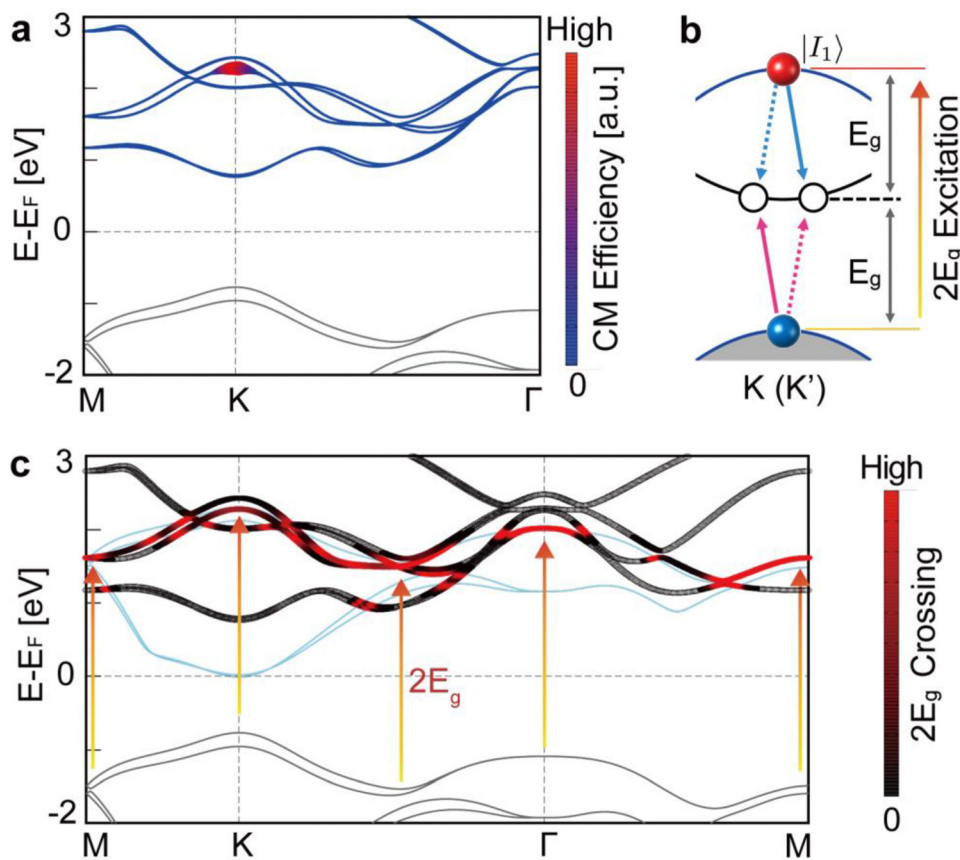 a
3
E-EF [eV]
0
-2
M
K
Γ
High
CM Efficiency [a.u.]
0
b
|I₁⟩
Eg
Eg
2Eg Excitation
K (K’)
c
3
E-EF [eV]
0
-2
2Eg
M
K
Γ
M
High
2Eg Crossing
0